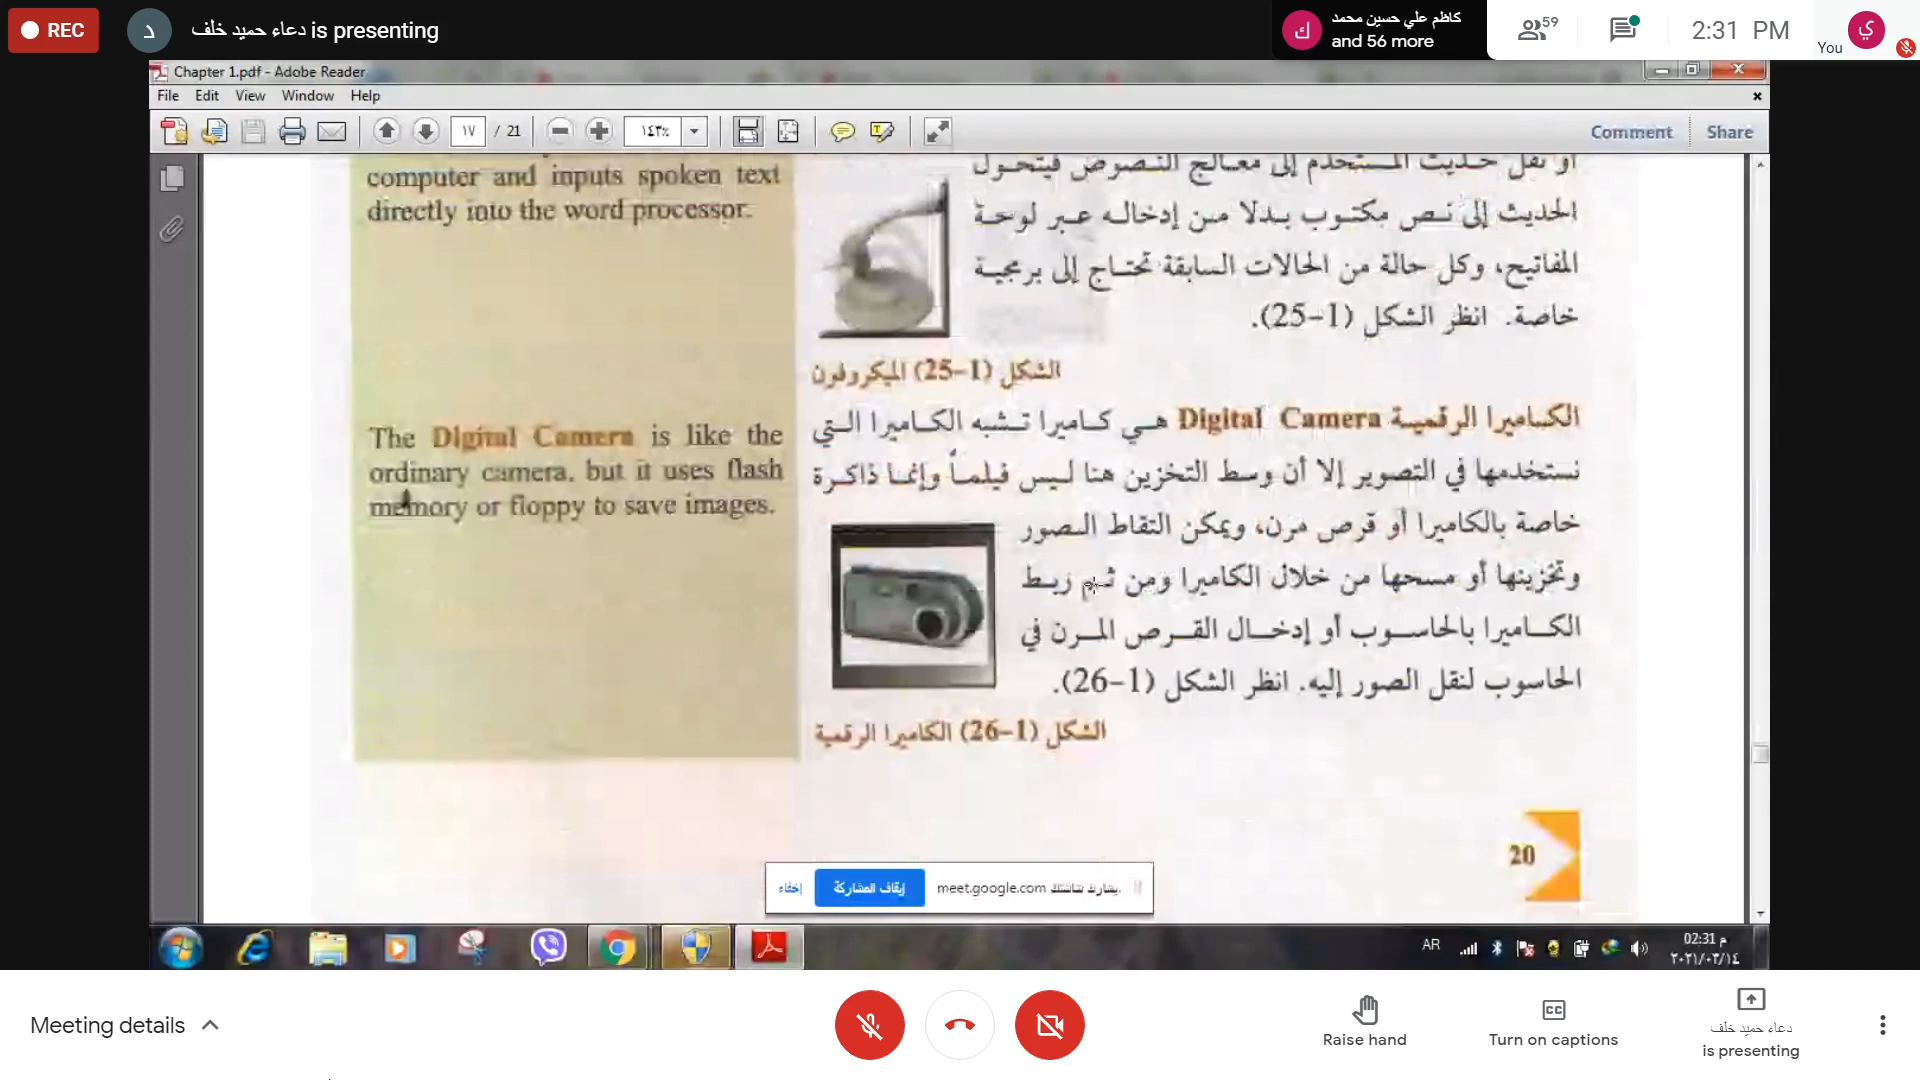 REC
د
دعاء حميد خلف is presenting
ك
كاظم علي حسين محمد
and 56 more
59
2:31 PM
You
ي
Chapter 1.pdf - Adobe Reader
File Edit View Window Help
١٧ / 21
١٤٣٪
Comment Share
computer and inputs spoken text
directly into the word processor.
The Digital Camera is like the
ordinary camera, but it uses flash
memory or floppy to save images.
أو نقل حديث المستخدم إلى معالج النصوص فيتحول
الحديث إلى نص مكتوب بدلا من إدخاله عبر لوحة
المفاتيح، وكل حالة من الحالات السابقة تحتاج إلى برمجية
خاصة. انظر الشكل (1-25).
الشكل (1-25) الميكروفون
الكاميرا الرقمية Digital Camera هي كاميرا تشبه الكاميرا التي
نستخدمها في التصوير إلا أن وسط التخزين هنا ليس فيلماً وإنما ذاكرة
خاصة بالكاميرا أو قرص مرن، ويمكن التقاط الصور
وتخزينها أو مسحها من خلال الكاميرا ومن ثم ربط
الكاميرا بالحاسوب أو إدخال القرص المرن في
الحاسوب لنقل الصور إليه. انظر الشكل (1-26).
الشكل (1-26) الكاميرا الرقمية
20
meet.google.com يشارك شاشتك.
إيقاف المشاركة
إخفاء
AR
02:31 م
٢٠٢١/٠٣/١٤
Meeting details
Raise hand
Turn on captions
دعاء حميد خلف
is presenting